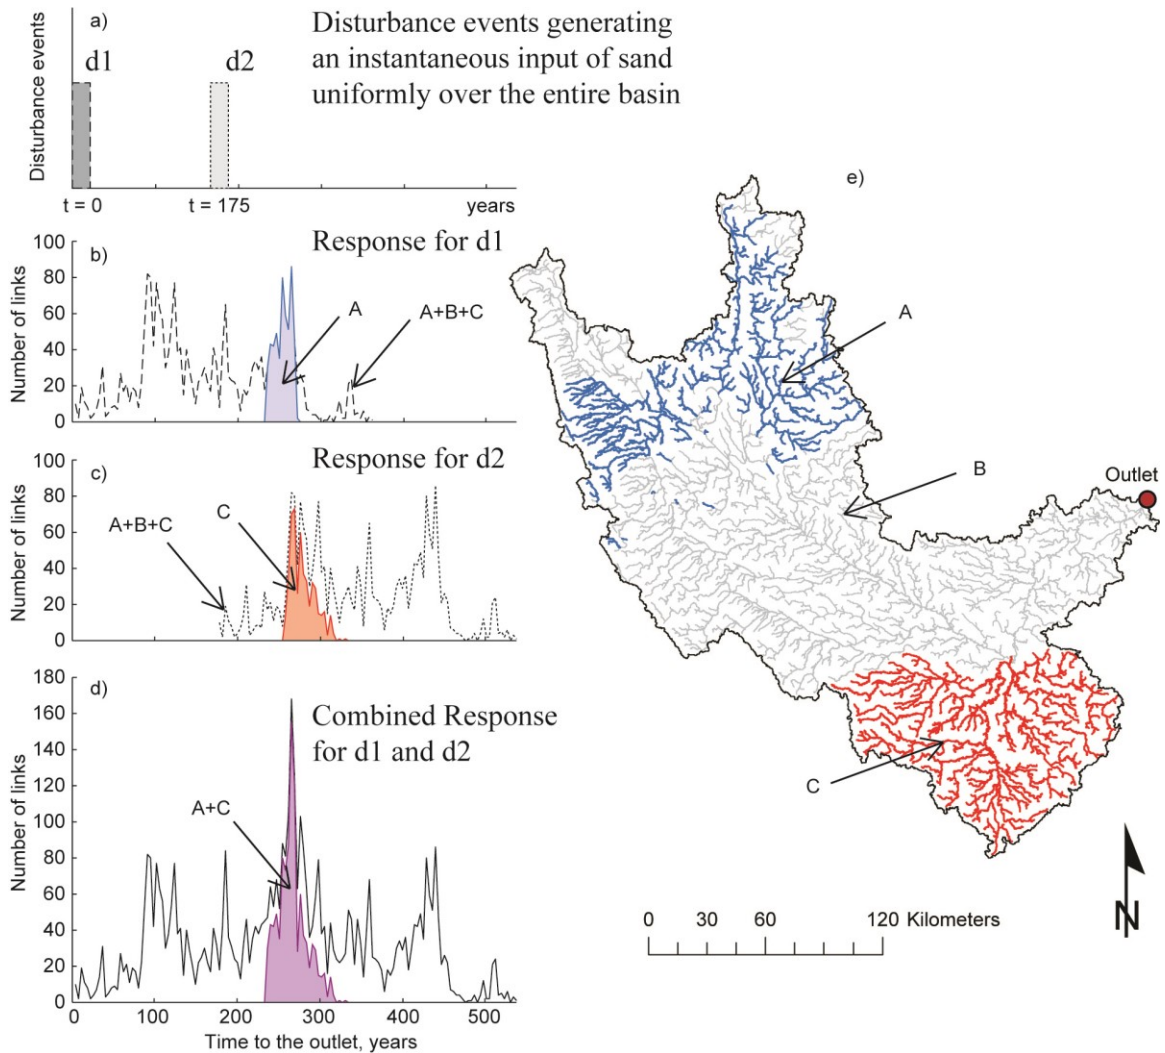 a)
Disturbance events
d1
d2
t = 0
t = 175
years
Disturbance events generating
an instantaneous input of sand
uniformly over the entire basin
b)
Response for d1
Number of links
100
80
60
40
20
0
A
A+B+C
c)
Response for d2
Number of links
100
80
60
40
20
0
A+B+C
C
d)
Combined Response
for d1 and d2
Number of links
180
160
140
120
100
80
60
40
20
0
A+C
0 100 200 300 400 500
Time to the outlet, years
e)
A
B
Outlet
C
0 30 60 120 Kilometers
N